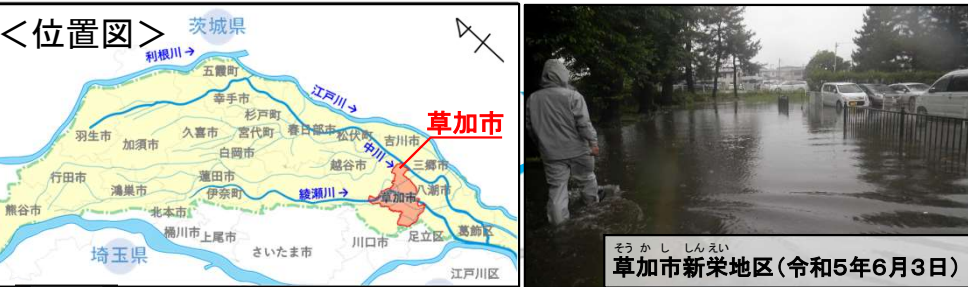 <位置図>
茨城県
利根川→
五霞町
江戸川→
幸手市
杉戸町
羽生市
加須市
久喜市
宮代町
春日部市
松伏町
吉川市
草加市
白岡市
中川→
行田市
蓮田市
越谷市
三郷市
鴻巣市
伊奈町
綾瀬川→
草加市
八潮市
熊谷市
北本市
桶川市
上尾市
さいたま市
川口市
足立区
葛飾区
埼玉県
江戸川区
そうかししんえい
草加市新栄地区(令和5年6月3日)